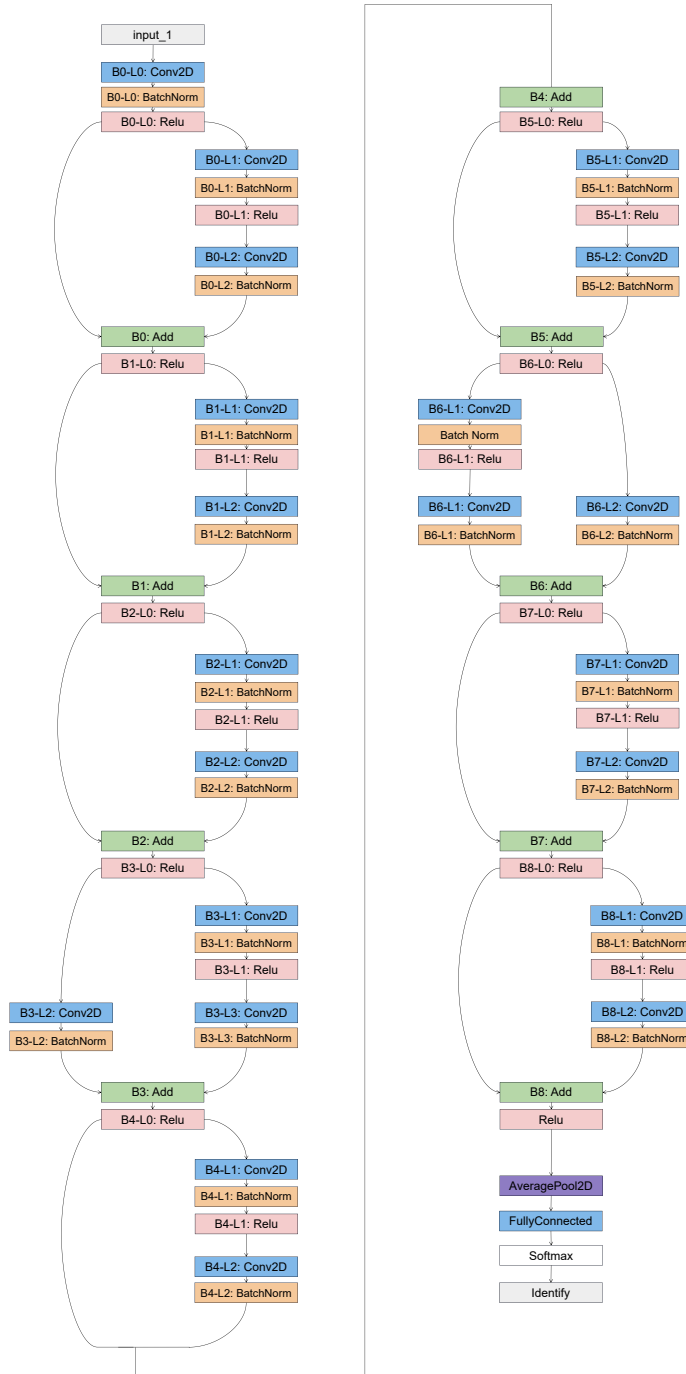 input_1
B0-L0: Conv2D
B0-L0: BatchNorm
B0-L0: Relu
B0-L1: Conv2D
B0-L1: BatchNorm
B0-L1: Relu
B0-L2: Conv2D
B0-L2: BatchNorm
B0: Add
B1-L0: Relu
B1-L1: Conv2D
B1-L1: BatchNorm
B1-L1: Relu
B1-L2: Conv2D
B1-L2: BatchNorm
B1: Add
B2-L0: Relu
B2-L1: Conv2D
B2-L1: BatchNorm
B2-L1: Relu
B2-L2: Conv2D
B2-L2: BatchNorm
B2: Add
B3-L0: Relu
B3-L1: Conv2D
B3-L1: BatchNorm
B3-L1: Relu
B3-L2: Conv2D
B3-L2: BatchNorm
B3-L3: Conv2D
B3-L3: BatchNorm
B3: Add
B4-L0: Relu
B4-L1: Conv2D
B4-L1: BatchNorm
B4-L1: Relu
B4-L2: Conv2D
B4-L2: BatchNorm
B4: Add
B5-L0: Relu
B5-L1: Conv2D
B5-L1: BatchNorm
B5-L1: Relu
B5-L2: Conv2D
B5-L2: BatchNorm
B5: Add
B6-L0: Relu
B6-L1: Conv2D
Batch Norm
B6-L1: Relu
B6-L1: Conv2D
B6-L1: BatchNorm
B6-L2: Conv2D
B6-L2: BatchNorm
B6: Add
B7-L0: Relu
B7-L1: Conv2D
B7-L1: BatchNorm
B7-L1: Relu
B7-L2: Conv2D
B7-L2: BatchNorm
B7: Add
B8-L0: Relu
B8-L1: Conv2D
B8-L1: BatchNorm
B8-L1: Relu
B8-L2: Conv2D
B8-L2: BatchNorm
B8: Add
Relu
AveragePool2D
FullyConnected
Softmax
Identify